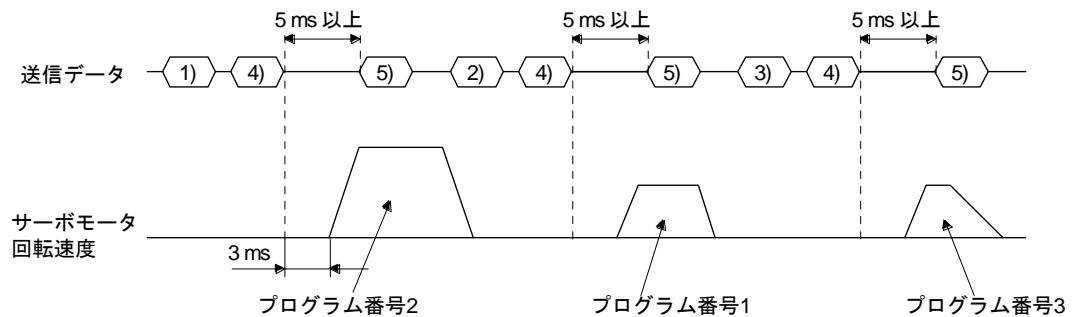 5 ms 以上
5 ms 以上
5 ms 以上
送信データ
1)
4)
5)
2)
4)
5)
3)
4)
5)
サーボモータ
回転速度
3 ms
プログラム番号2
プログラム番号1
プログラム番号3